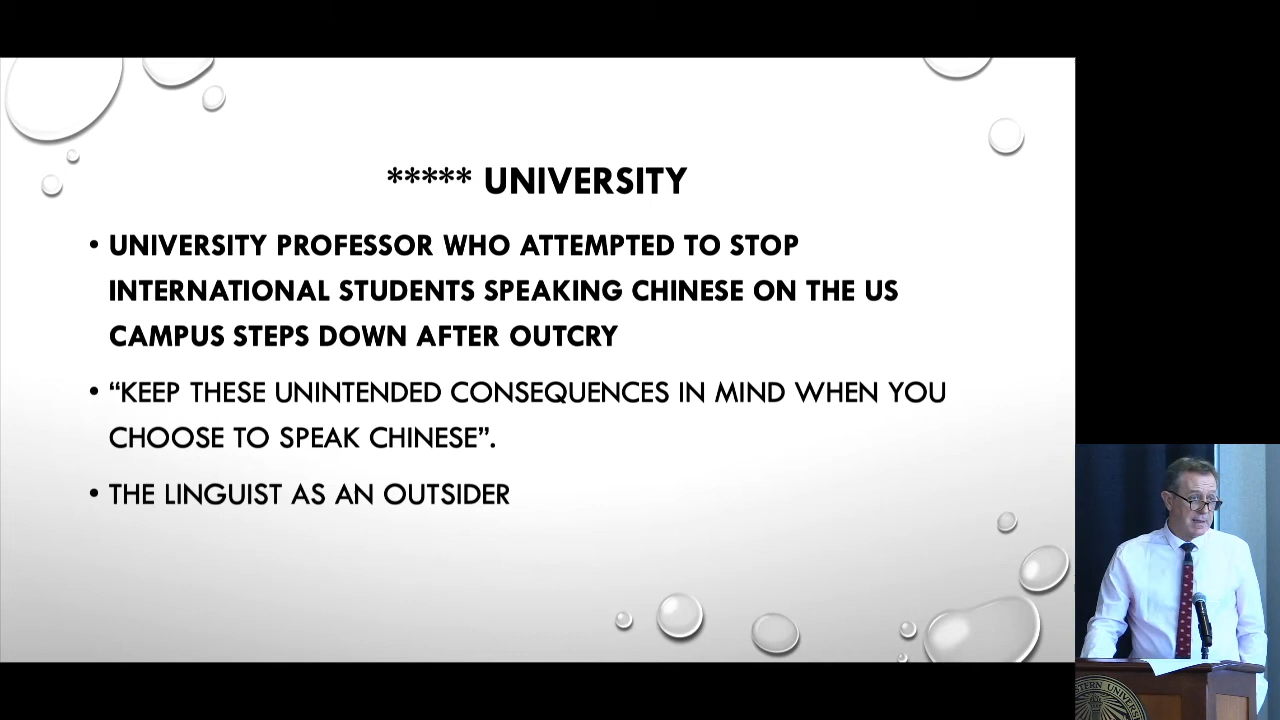 ***** UNIVERSITY
• UNIVERSITY PROFESSOR WHO ATTEMPTED TO STOP
INTERNATIONAL STUDENTS SPEAKING CHINESE ON THE US
CAMPUS STEPS DOWN AFTER OUTCRY
• “KEEP THESE UNINTENDED CONSEQUENCES IN MIND WHEN YOU
CHOOSE TO SPEAK CHINESE”.
• THE LINGUIST AS AN OUTSIDER